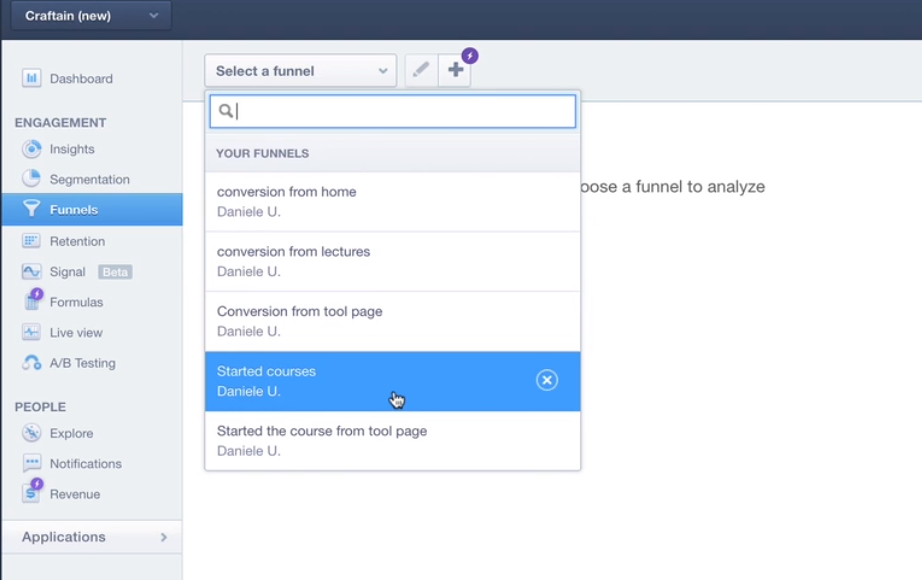 Craftain (new)
Dashboard
ENGAGEMENT
Insights
Segmentation
Funnels
Retention
Signal Beta
Formulas
Live view
A/B Testing
PEOPLE
Explore
Notifications
Revenue
Applications
Select a funnel
YOUR FUNNELS
conversion from home
Daniele U.
conversion from lectures
Daniele U.
Conversion from tool page
Daniele U.
Started courses
Daniele U.
Started the course from tool page
Daniele U.
oose a funnel to analyze